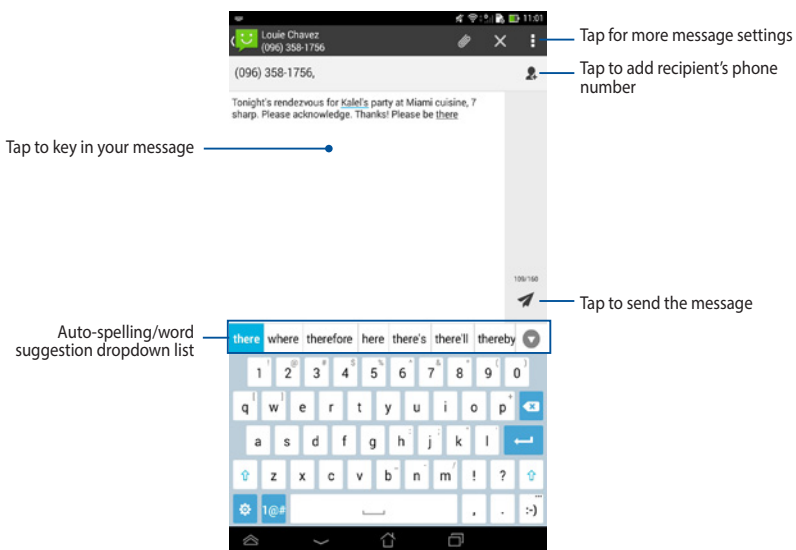 11:01
Louie Chavez
(096) 358-1756
Tap for more message settings
(096) 358-1756,
Tap to add recipient's phone
number
Tonight's rendezvous for Kalel's party at Miami cuisine, 7
sharp. Please acknowledge. Thanks! Please be there
Tap to key in your message
109/160
Tap to send the message
Auto-spelling/word
suggestion dropdown list
there where therefore here there's there'll thereby
1 ! 2 @ 3 # 4 $ 5 % 6 ^ 7 & 8 * 9 ( 0 )
q [ w ] e r t y u i o p +
a s d f g h : j ; k l
z x c v b n m / ! ?
1@# , . ... :-)